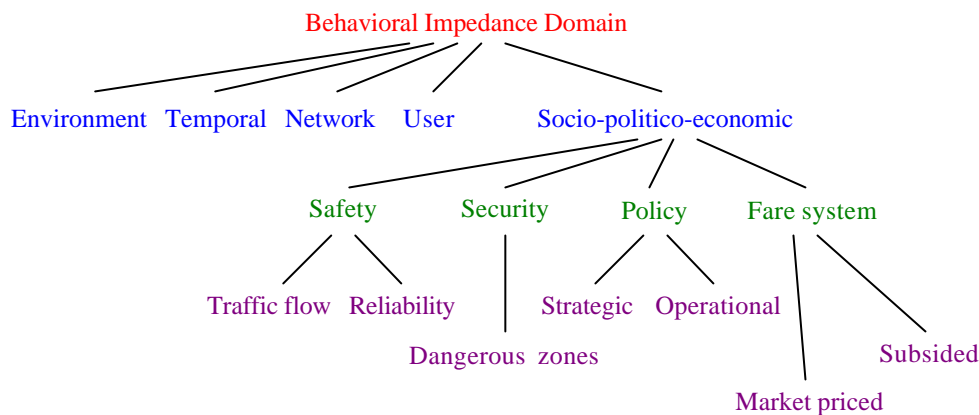 Behavioral Impedance Domain
Environment Temporal Network User Socio-politico-economic
Safety Security Policy Fare system
Traffic flow Reliability Strategic Operational
Dangerous zones Subsided
Market priced